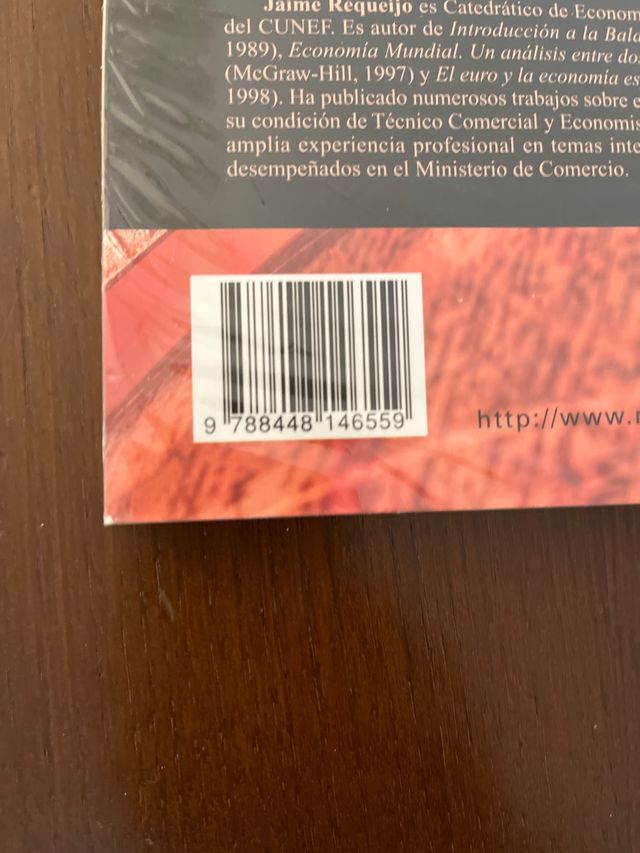 Jaime Requeijo es Catedrático de Econom
del CUNEF. Es autor de Introducción a la Bala
1989), Economía Mundial. Un análisis entre do
(McGraw-Hill, 1997) y El euro y la economía es
1998). Ha publicado numerosos trabajos sobre e
su condición de Técnico Comercial y Economis
amplia experiencia profesional en temas inte
desempeñados en el Ministerio de Comercio.
9 788448 146559
http://www.